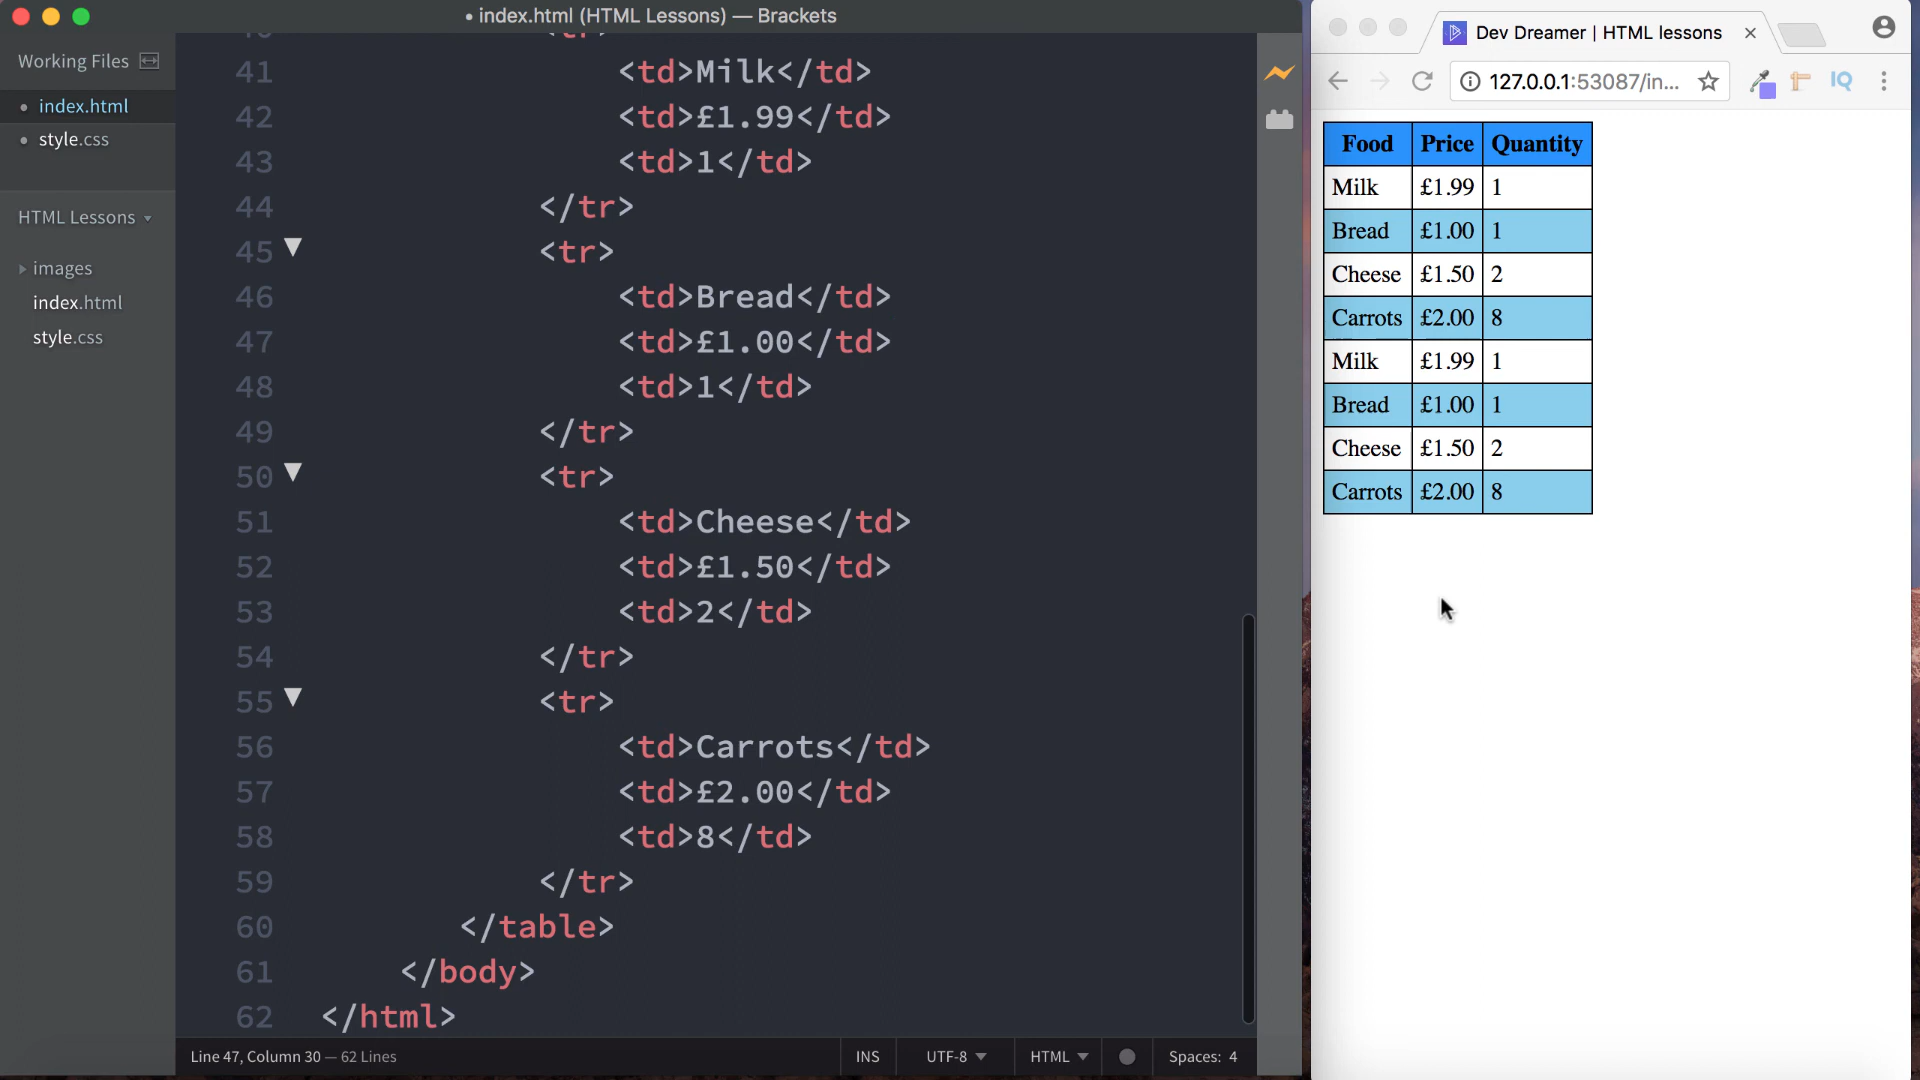 index.html (HTML Lessons) — Brackets
Working Files
index.html
style.css
HTML Lessons
images
index.html
style.css
41 <td>Milk</td>
42 <td>£1.99</td>
43 <td>1</td>
44 </tr>
45 <tr>
46 <td>Bread</td>
47 <td>£1.00</td>
48 <td>1</td>
49 </tr>
50 <tr>
51 <td>Cheese</td>
52 <td>£1.50</td>
53 <td>2</td>
54 </tr>
55 <tr>
56 <td>Carrots</td>
57 <td>£2.00</td>
58 <td>8</td>
59 </tr>
60 </table>
61 </body>
62 </html>
Line 47, Column 30 — 62 Lines INS UTF-8 HTML Spaces: 4
Dev Dreamer | HTML lessons
127.0.0.1:53087/in...
IQ
Food Price Quantity
Milk £1.99 1
Bread £1.00 1
Cheese £1.50 2
Carrots £2.00 8
Milk £1.99 1
Bread £1.00 1
Cheese £1.50 2
Carrots £2.00 8